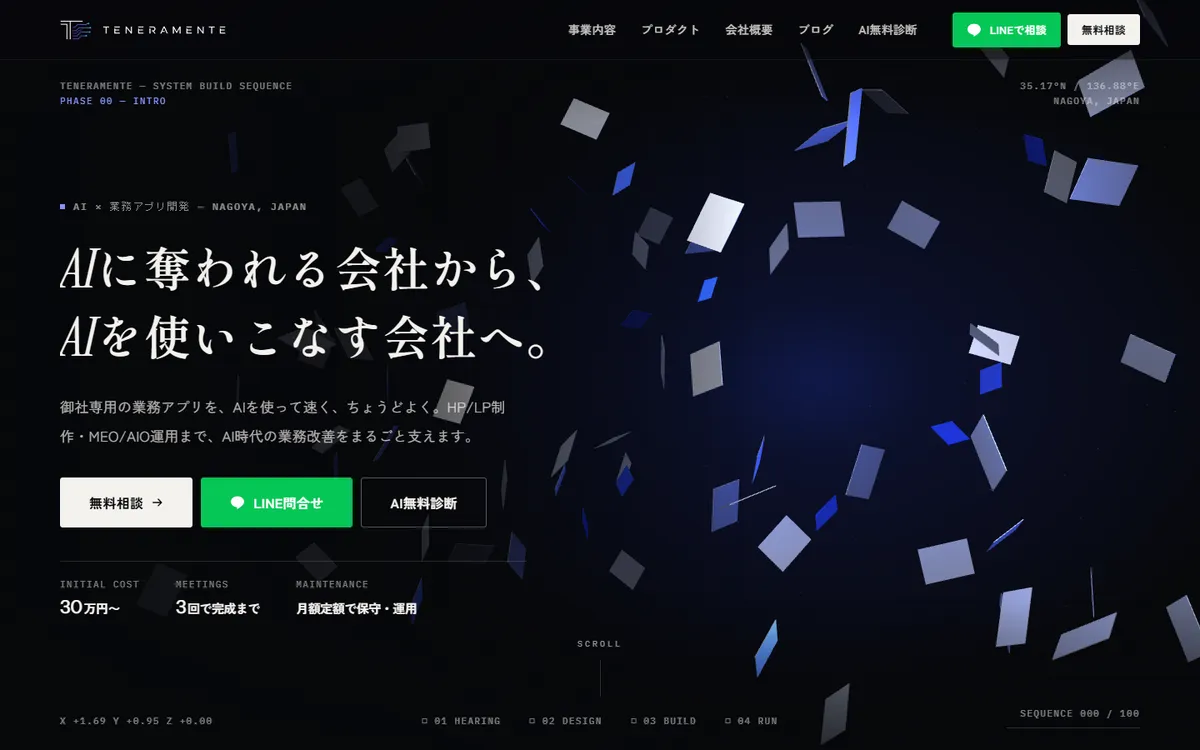 TENERAMENTE
事業内容 プロダクト 会社概要 ブログ AI無料診断 LINEで相談 無料相談
TENERAMENTE — SYSTEM BUILD SEQUENCE
PHASE 00 — INTRO
35.17°N / 136.88°E
NAGOYA, JAPAN
AI × 業務アプリ開発 — NAGOYA, JAPAN
AIに奪われる会社から、
AIを使いこなす会社へ。
御社専用の業務アプリを、AIを使って速く、ちょうどよく。HP/LP制
作・MEO/AIO運用まで、AI時代の業務改善をまるごと支えます。
無料相談 → LINE問合せ AI無料診断
INITIAL COST MEETINGS MAINTENANCE
30万円〜 3回で完成まで 月額定額で保守・運用
SCROLL
X +1.69 Y +0.95 Z +0.00
01 HEARING 02 DESIGN 03 BUILD 04 RUN
SEQUENCE 000 / 100